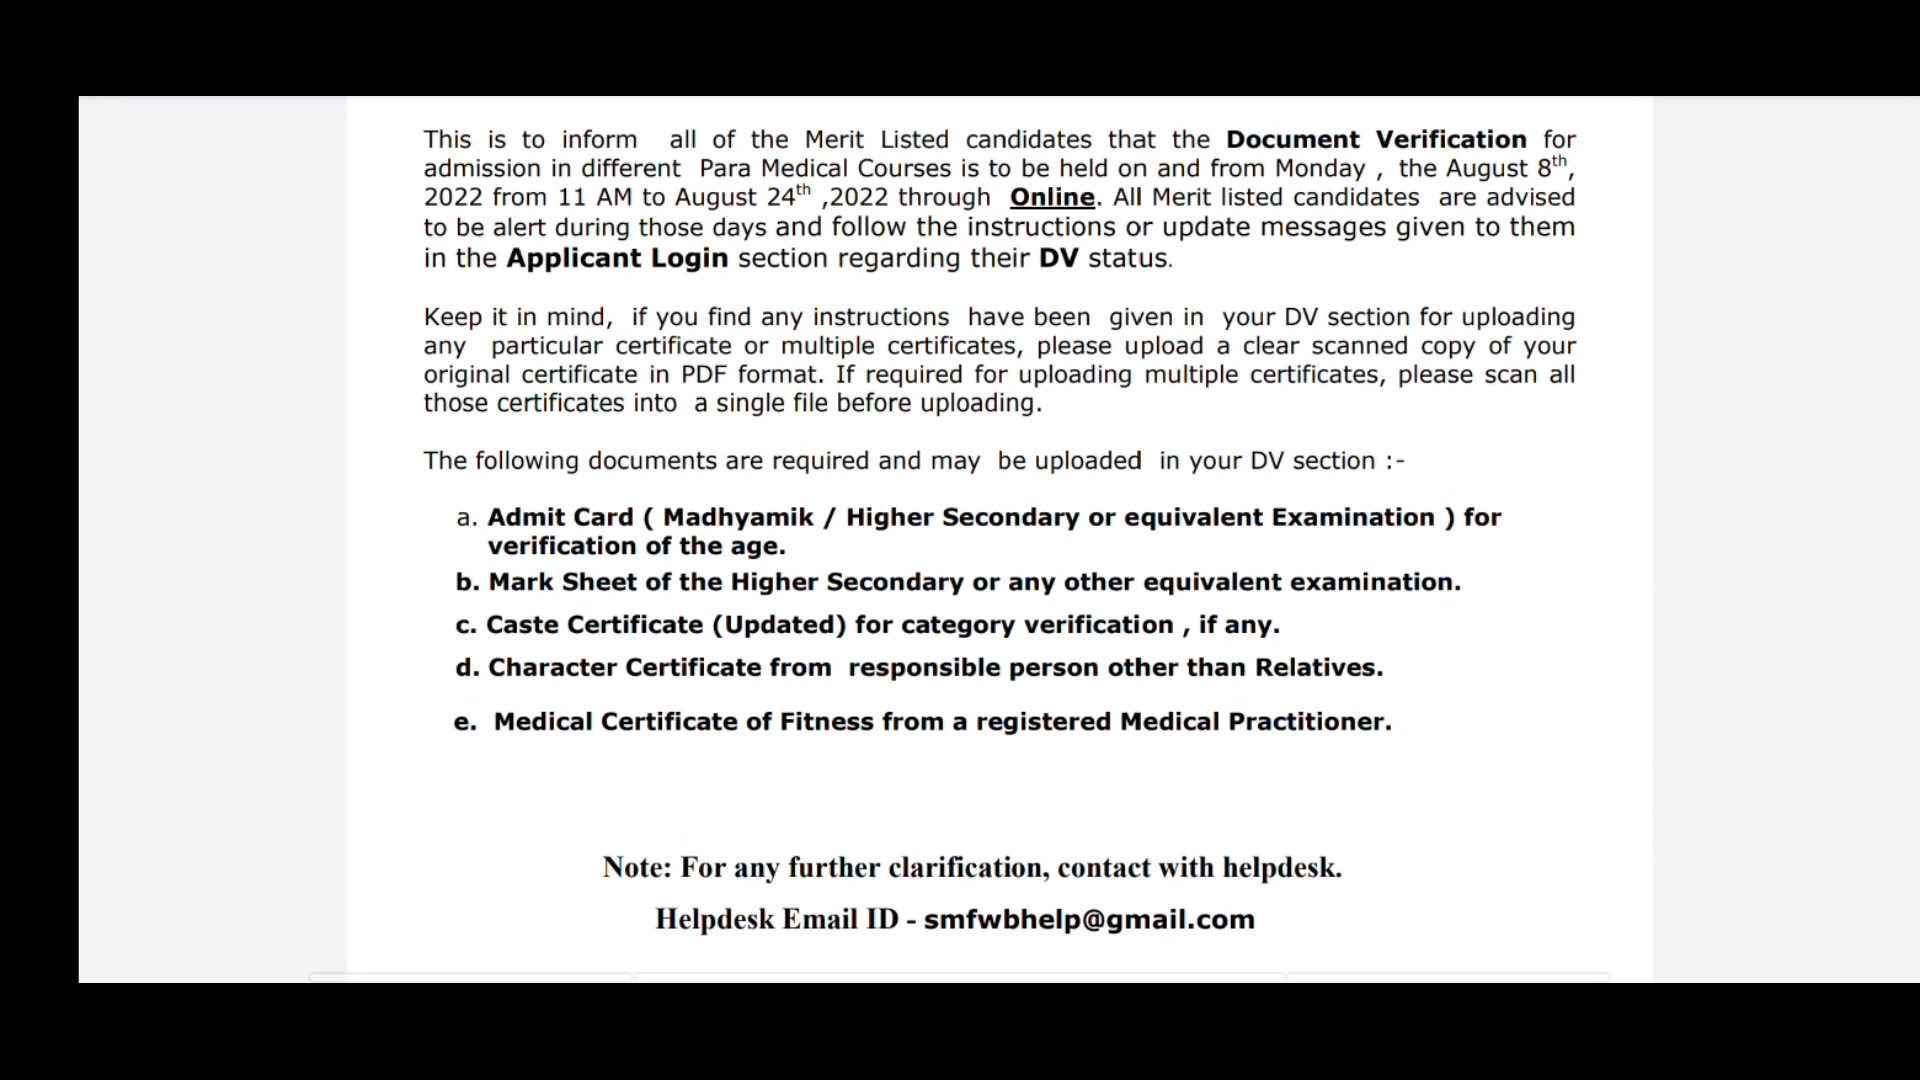 This is to inform all of the Merit Listed candidates that the Document Verification for
admission in different Para Medical Courses is to be held on and from Monday , the August 8th,
2022 from 11 AM to August 24th ,2022 through Online. All Merit listed candidates are advised
to be alert during those days and follow the instructions or update messages given to them
in the Applicant Login section regarding their DV status.
Keep it in mind, if you find any instructions have been given in your DV section for uploading
any particular certificate or multiple certificates, please upload a clear scanned copy of your
original certificate in PDF format. If required for uploading multiple certificates, please scan all
those certificates into a single file before uploading.
The following documents are required and may be uploaded in your DV section :-
a. Admit Card ( Madhyamik / Higher Secondary or equivalent Examination ) for
verification of the age.
b. Mark Sheet of the Higher Secondary or any other equivalent examination.
c. Caste Certificate (Updated) for category verification , if any.
d. Character Certificate from responsible person other than Relatives.
e. Medical Certificate of Fitness from a registered Medical Practitioner.
Note: For any further clarification, contact with helpdesk.
Helpdesk Email ID - smfwbhelp@gmail.com